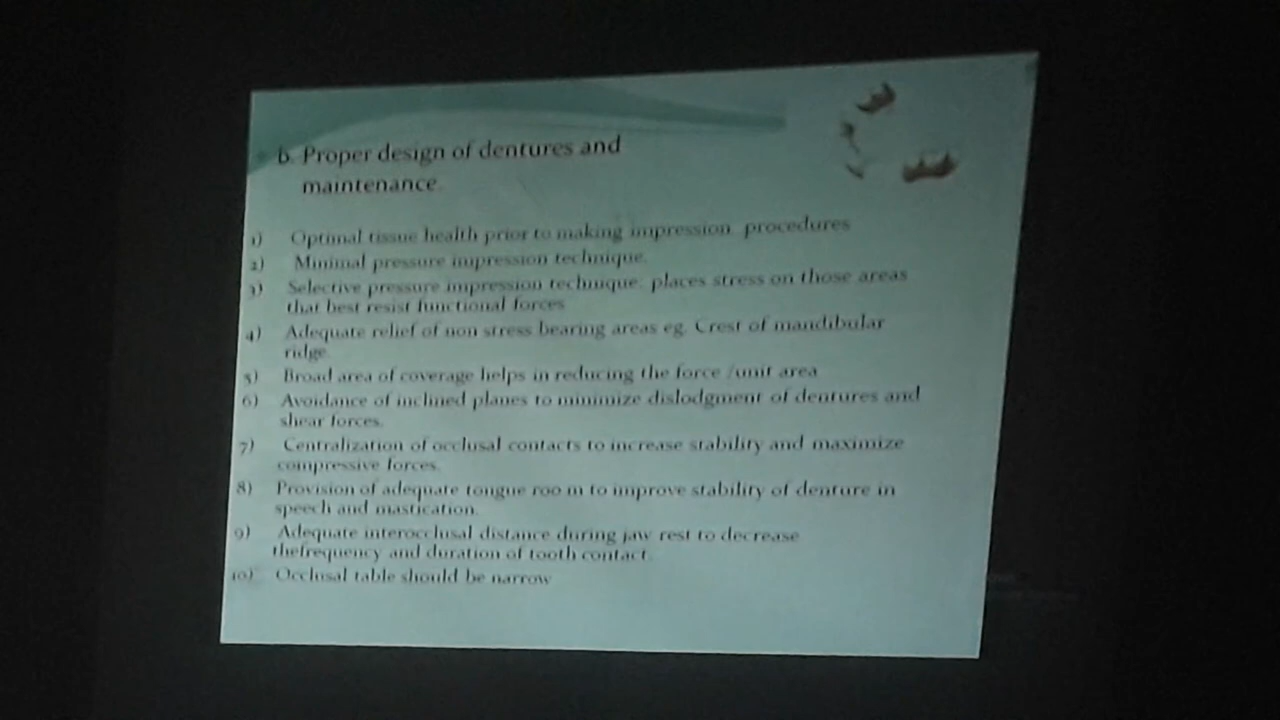 b. Proper design of dentures and
maintenance.
1) Optimal tissue health prior to making impression procedures
2) Minimal pressure impression technique.
3) Selective pressure impression technique: places stress on those areas
that best resist functional forces
4) Adequate relief of non stress bearing areas eg. Crest of mandibular
ridge.
5) Broad area of coverage helps in reducing the force /unit area
6) Avoidance of inclined planes to minimize dislodgment of dentures and
shear forces.
7) Centralization of occlusal contacts to increase stability and maximize
compressive forces.
8) Provision of adequate tongue roo m to improve stability of denture in
speech and mastication.
9) Adequate interocclusal distance during jaw rest to decrease
thefrequency and duration of tooth contact.
10) Occlusal table should be narrow